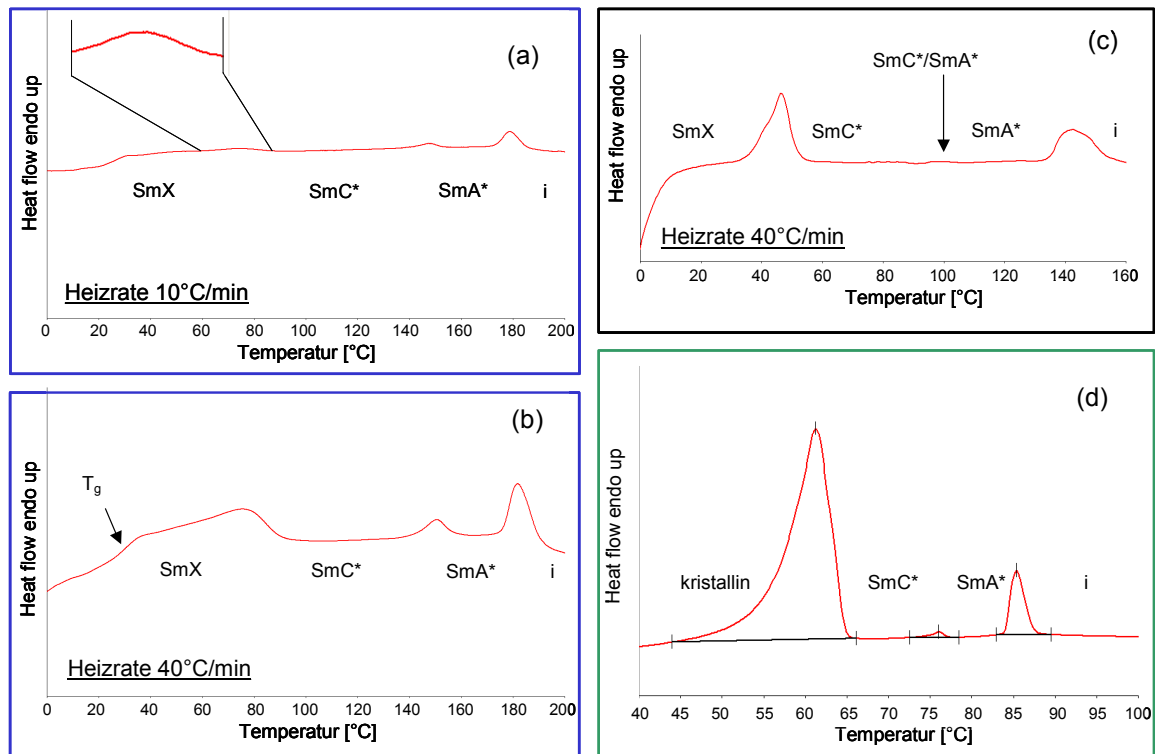 (a)
Heat flow endo up
SmX
SmC*
SmA*
i
Heizrate 10°C/min
0 20 40 60 80 100 120 140 160 180 200
Temperatur [°C]
(b)
Heat flow endo up
Tg
SmX
SmC*
SmA*
i
Heizrate 40°C/min
0 20 40 60 80 100 120 140 160 180 200
Temperatur [°C]
(c)
Heat flow endo up
SmC*/SmA*
SmX
SmC*
SmA*
i
Heizrate 40°C/min
0 20 40 60 80 100 120 140 160
Temperatur [°C]
(d)
Heat flow endo up
kristallin
SmC*
SmA*
i
40 45 50 55 60 65 70 75 80 85 90 95 100
Temperatur [°C]